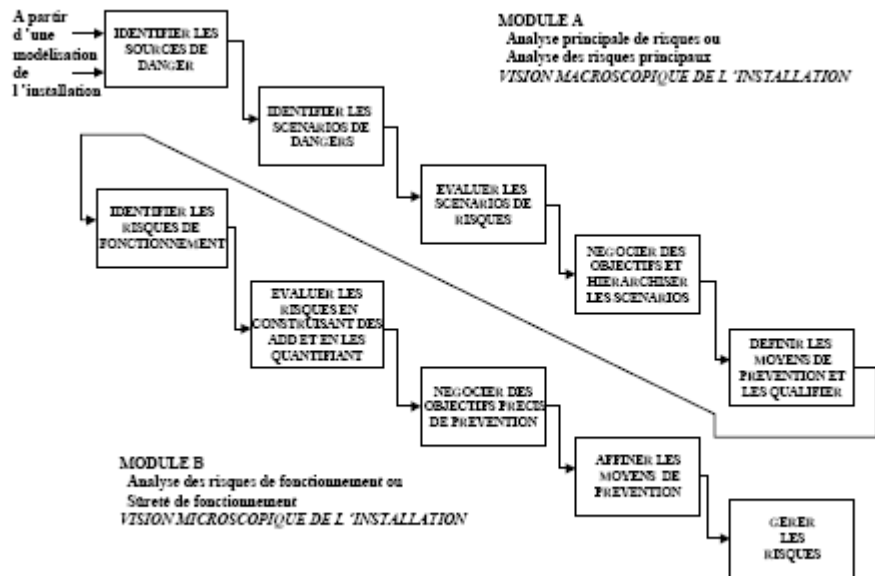 A partir
d 'une
modélisation
de
l 'installation
IDENTIFIER LES
SOURCES DE
DANGER
MODULE A
Analyse principale de risques ou
Analyse des risques principaux
VISION MACROSCOPIQUE DE L 'INSTALLATION
IDENTIFIER LES
SCENARIOS DE
DANGERS
EVALUER LES
SCENARIOS DE
RISQUES
NEGOCIER DES
OBJECTIFS ET
HIERARCHISER
LES SCENARIOS
DEFINIR LES
MOYENS DE
PREVENTION ET
LES QUALIFIER
IDENTIFIER LES
RISQUES DE
FONCTIONNEMENT
EVALUER LES
RISQUES EN
CONSTRUISANT DES
ADD ET EN LES
QUANTIFIANT
NEGOCIER DES
OBJECTIFS PRECIS
DE PREVENTION
AFFINER LES
MOYENS DE
PREVENTION
GERER
LES
RISQUES
MODULE B
Analyse des risques de fonctionnement ou
Sûreté de fonctionnement
VISION MICROSCOPIQUE DE L 'INSTALLATION